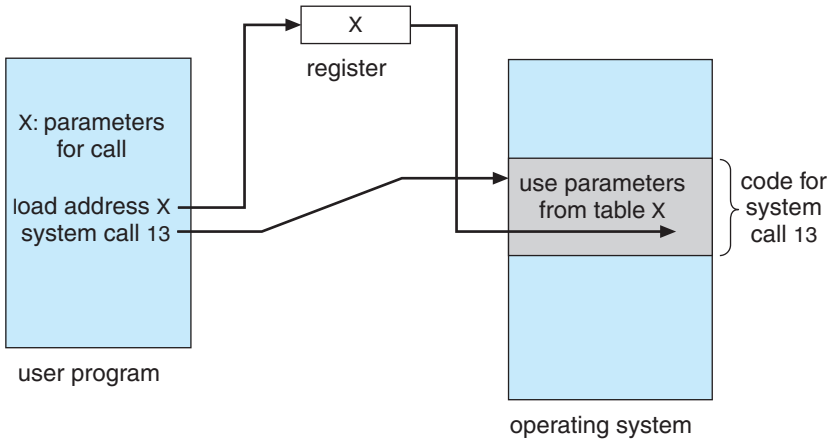 X
register
X: parameters
for call
load address X
system call 13
use parameters
from table X
code for
system
call 13
user program
operating system